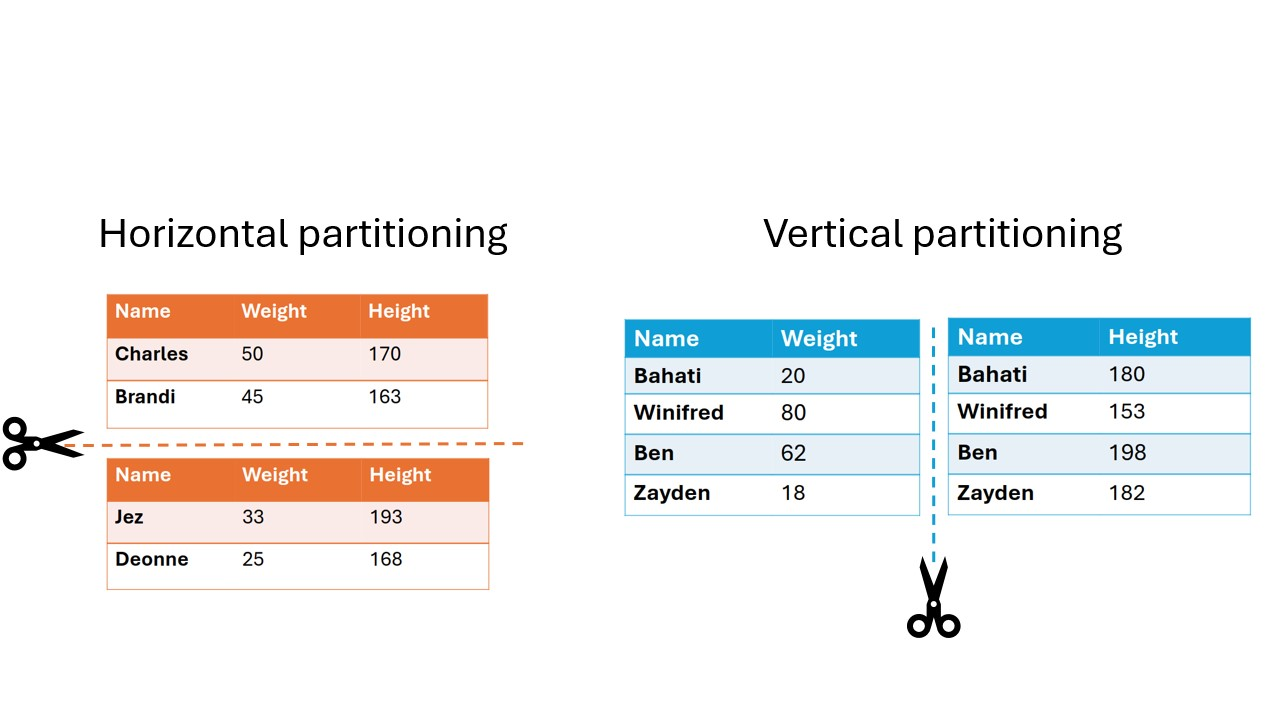 Horizontal partitioning
Name Weight Height
Charles 50 170
Brandi 45 163
Name Weight Height
Jez 33 193
Deonne 25 168
Vertical partitioning
Name Weight
Bahati 20
Winifred 80
Ben 62
Zayden 18
Name Height
Bahati 180
Winifred 153
Ben 198
Zayden 182